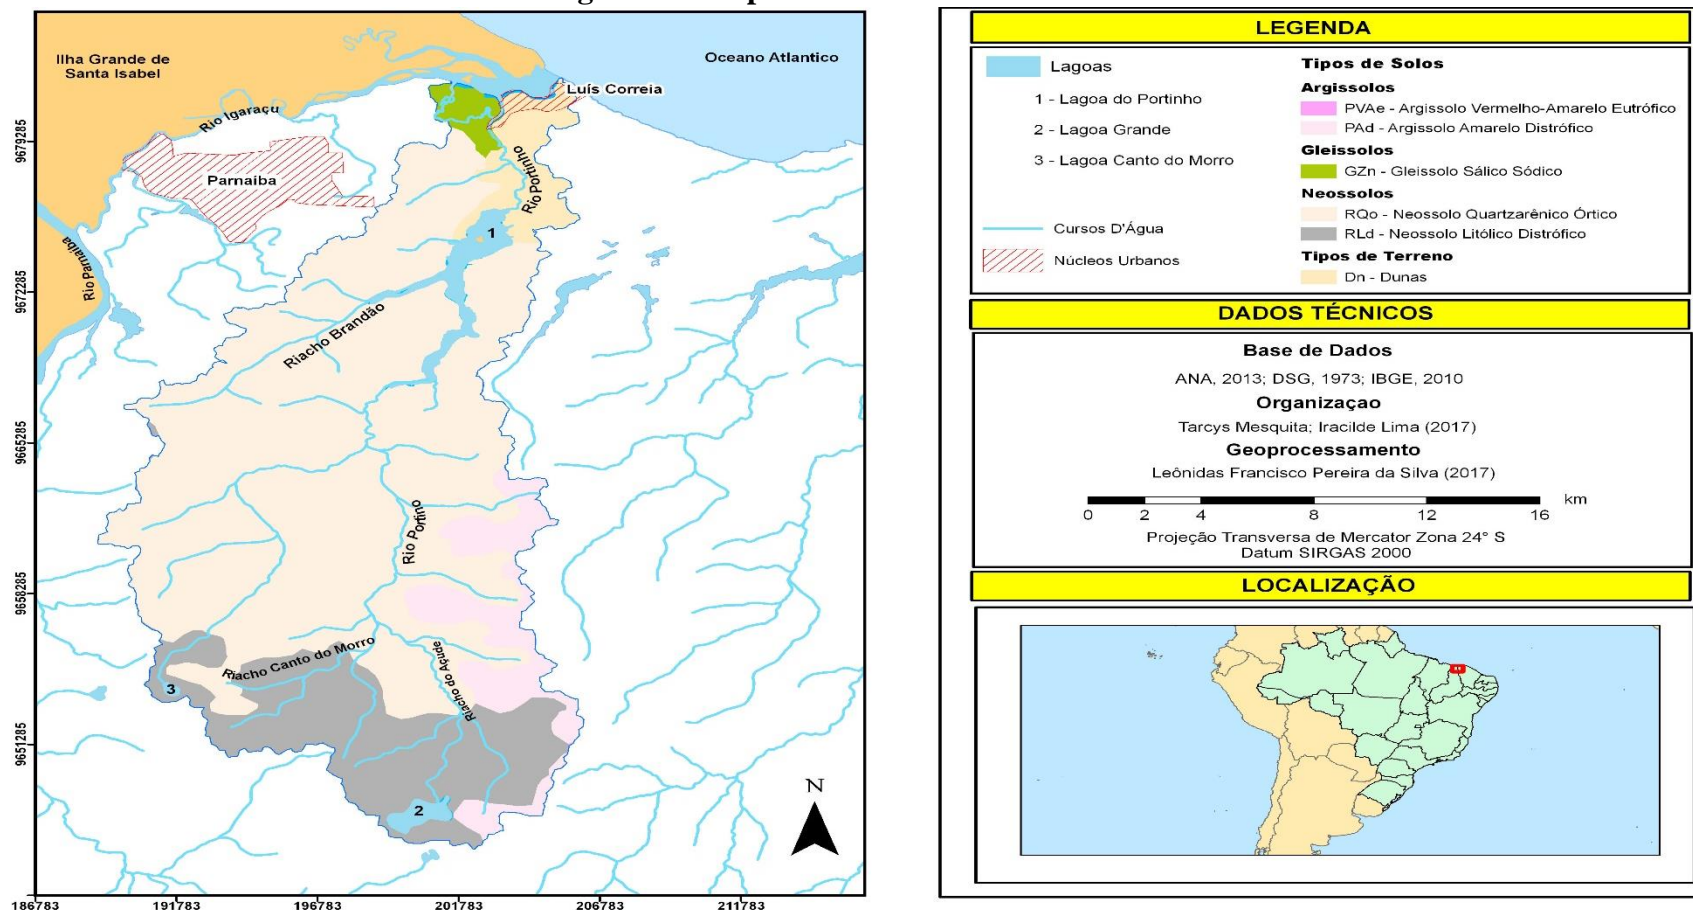 Ilha Grande de
Santa Isabel
Oceano Atlantico
Luís Correia
Rio Igaraçu
Parnaíba
Rio Portinho
Rio Parnaíba
1
Riacho Brandão
Rio Portino
Riacho Canto do Morro
Riacho do Açude
3
2
N
9679285
9672285
9665285
9658285
9651285
186783
191783
196783
201783
206783
211783
LEGENDA
Lagoas
1 - Lagoa do Portinho
2 - Lagoa Grande
3 - Lagoa Canto do Morro
Cursos D'Água
Núcleos Urbanos
Tipos de Solos
Argissolos
PVAe - Argissolo Vermelho-Amarelo Eutrófico
PAd - Argissolo Amarelo Distrófico
Gleissolos
GZn - Gleissolo Sálico Sódico
Neossolos
RQo - Neossolo Quartzarênico Órtico
RLd - Neossolo Litólico Distrófico
Tipos de Terreno
Dn - Dunas
DADOS TÉCNICOS
Base de Dados
ANA, 2013; DSG, 1973; IBGE, 2010
Organizaçao
Tarcys Mesquita; Iracilde Lima (2017)
Geoprocessamento
Leônidas Francisco Pereira da Silva (2017)
km
0 2 4 8 12 16
Projeção Transversa de Mercator Zona 24° S
Datum SIRGAS 2000
LOCALIZAÇÃO